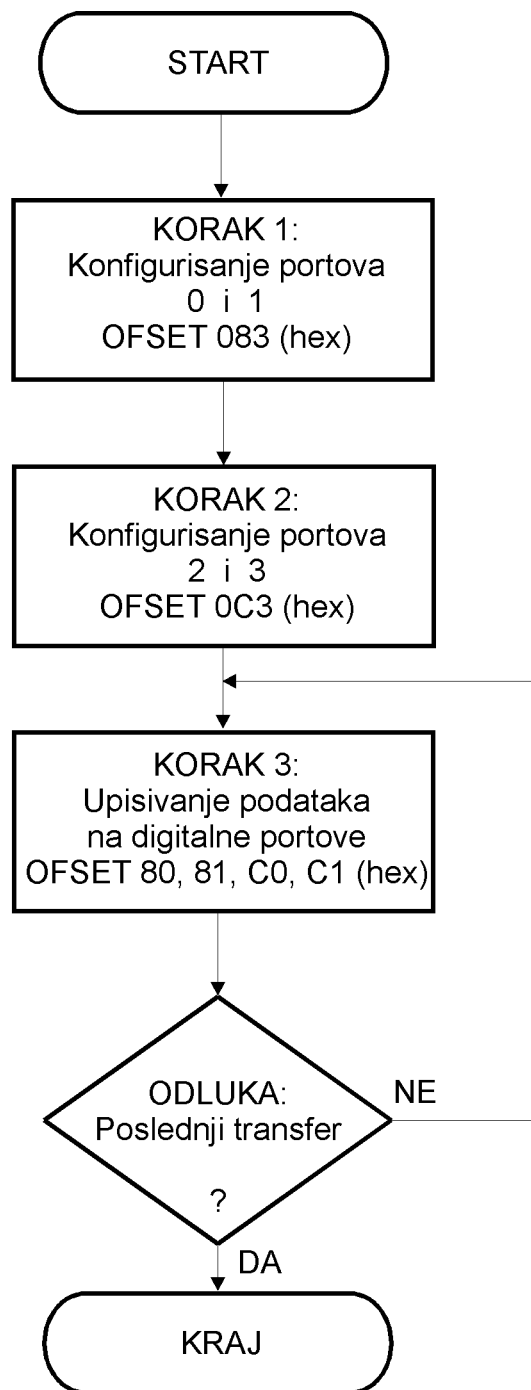 START
KORAK 1:
Konfigurisanje portova
0 i 1
OFSET 083 (hex)
KORAK 2:
Konfigurisanje portova
2 i 3
OFSET 0C3 (hex)
KORAK 3:
Upisivanje podataka
na digitalne portove
OFSET 80, 81, C0, C1 (hex)
ODLUKA:
Poslednji transfer
?
NE
DA
KRAJ